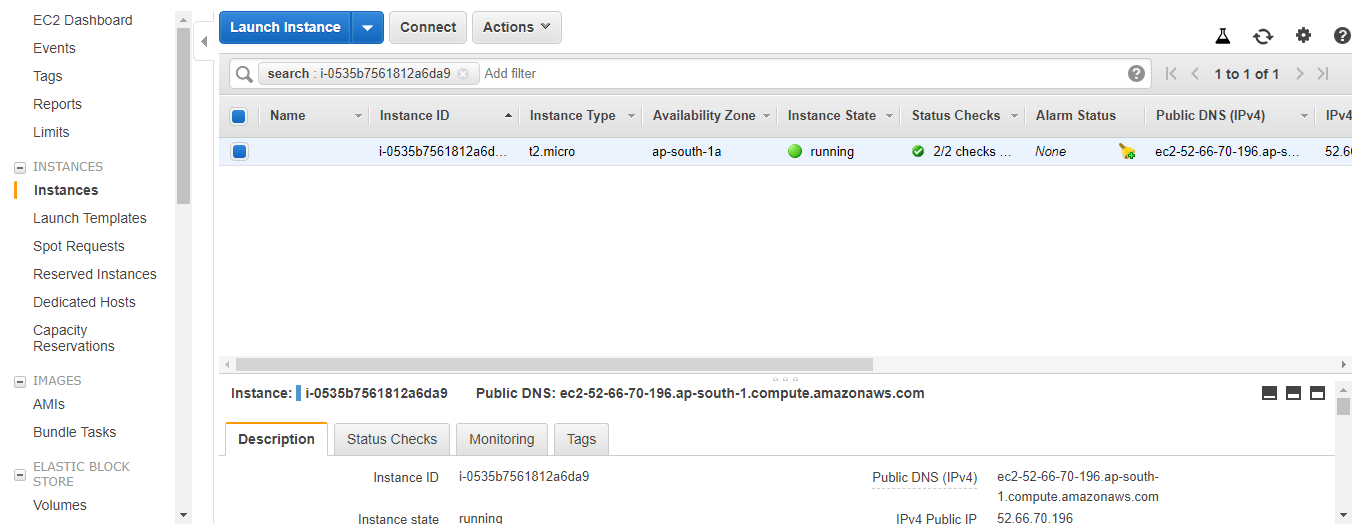 EC2 Dashboard
Events
Tags
Reports
Limits
INSTANCES
Instances
Launch Templates
Spot Requests
Reserved Instances
Dedicated Hosts
Capacity
Reservations
IMAGES
AMIs
Bundle Tasks
ELASTIC BLOCK
STORE
Volumes
Launch Instance Connect Actions
search : i-0535b7561812a6da9 Add filter 1 to 1 of 1
Name Instance ID Instance Type Availability Zone Instance State Status Checks Alarm Status Public DNS (IPv4) IPv4
i-0535b7561812a6d... t2.micro ap-south-1a running 2/2 checks ... None ec2-52-66-70-196.ap-s... 52.66
Instance: i-0535b7561812a6da9 Public DNS: ec2-52-66-70-196.ap-south-1.compute.amazonaws.com
Description Status Checks Monitoring Tags
Instance ID i-0535b7561812a6da9 Public DNS (IPv4) ec2-52-66-70-196.ap-south-
1.compute.amazonaws.com
Instance state running IPv4 Public IP 52.66.70.196